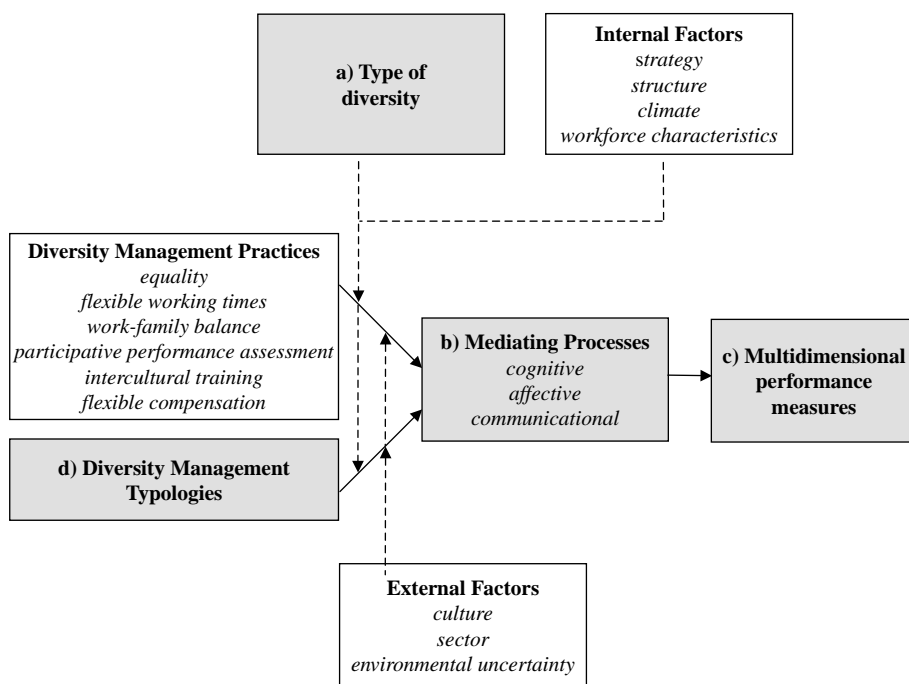 a) Type of
diversity
Internal Factors
strategy
structure
climate
workforce characteristics
Diversity Management Practices
equality
flexible working times
work-family balance
participative performance assessment
intercultural training
flexible compensation
b) Mediating Processes
cognitive
affective
communicational
c) Multidimensional
performance
measures
d) Diversity Management
Typologies
External Factors
culture
sector
environmental uncertainty